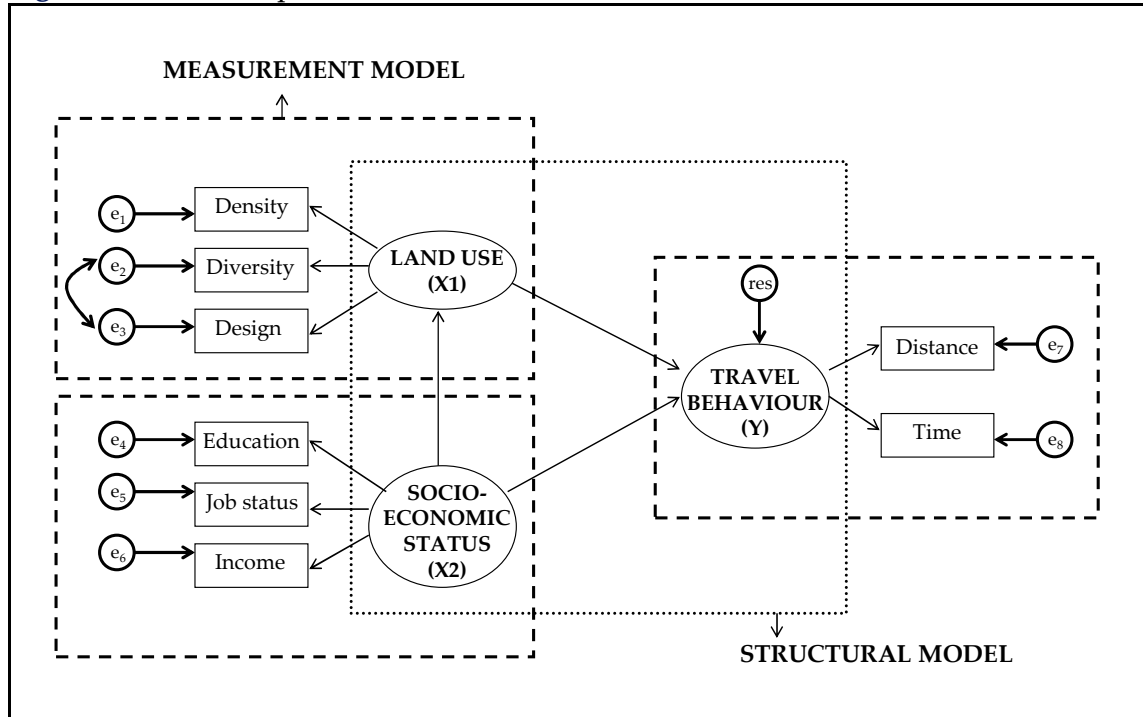 MEASUREMENT MODEL
e1
Density
e2
Diversity
e3
Design
LAND USE
(X1)
e4
Education
e5
Job status
e6
Income
SOCIO-
ECONOMIC
STATUS
(X2)
res
TRAVEL
BEHAVIOUR
(Y)
Distance
e7
Time
e8
STRUCTURAL MODEL